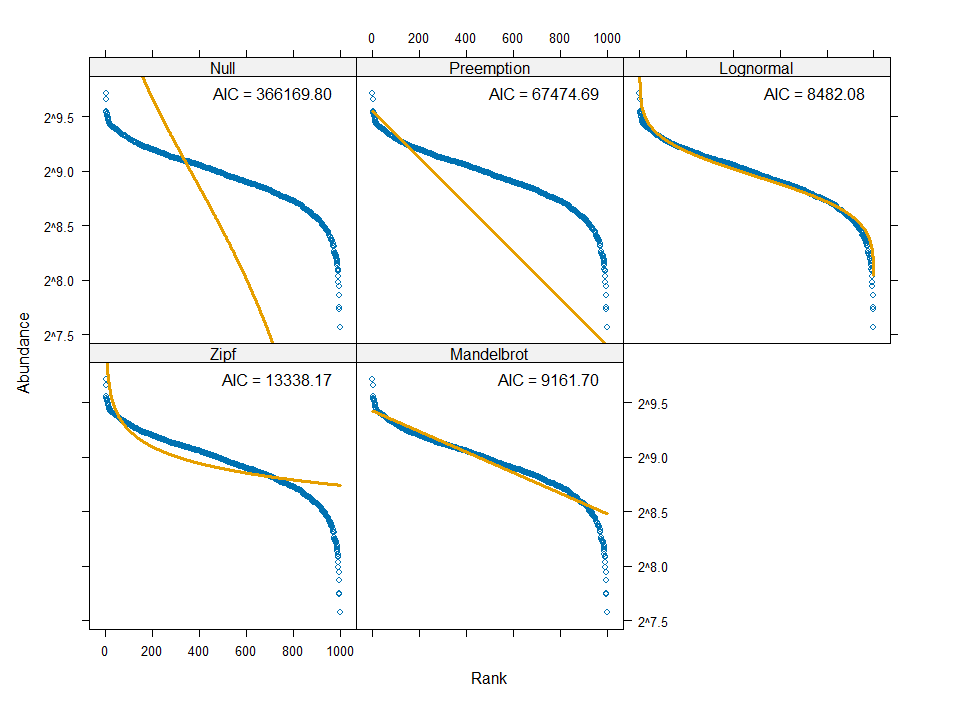 0 200 400 600 800 1000
Null Preemption Lognormal
AIC = 366169.80 AIC = 67474.69 AIC = 8482.08
2^9.5
2^9.0
2^8.5
2^8.0
2^7.5
Abundance
Zipf Mandelbrot
AIC = 13338.17 AIC = 9161.70
2^9.5
2^9.0
2^8.5
2^8.0
2^7.5
0 200 400 600 800 1000
Rank